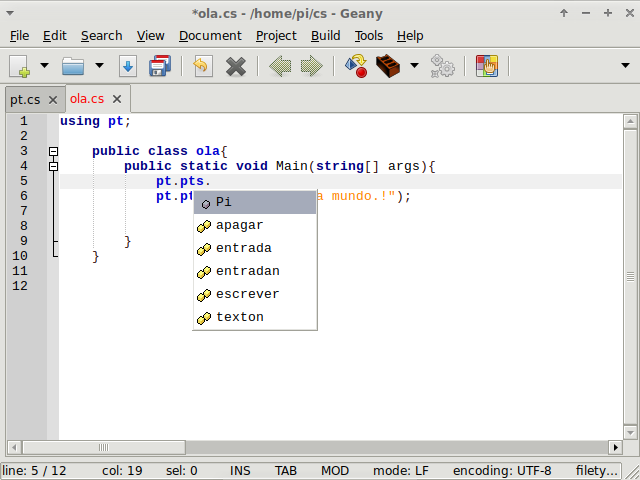 *ola.cs - /home/pi/cs - Geany
File Edit Search View Document Project Build Tools Help
pt.cs ola.cs
1 using pt;
2
3 public class ola{
4 public static void Main(string[] args){
5 pt.pts.
6 pt.pt a mundo.!");
Pi
7
apagar
8
entrada
9 }
10 }
entradan
11
escrever
12
texton
line: 5 / 12 col: 19 sel: 0 INS TAB MOD mode: LF encoding: UTF-8 filety...